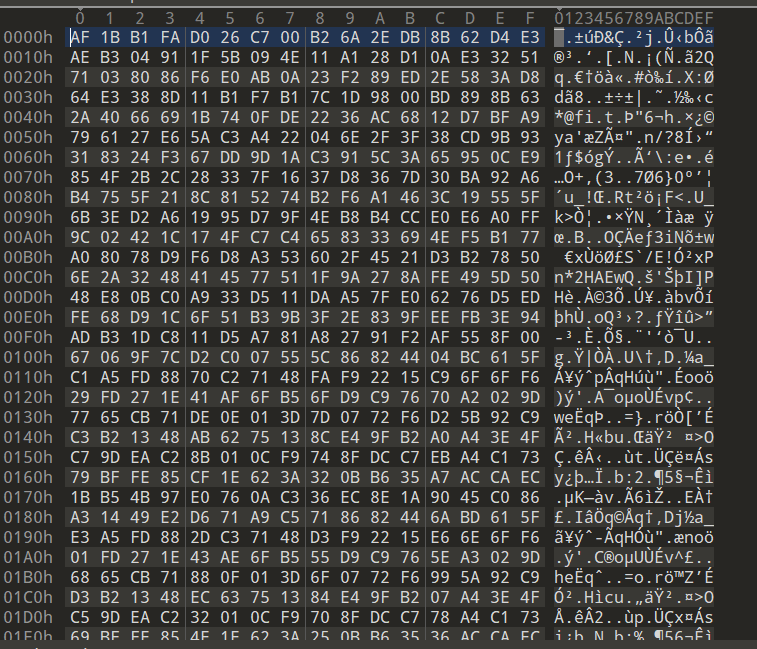 0 1 2 3 4 5 6 7 8 9 A B C D E F 0123456789ABCDEF
0000h AF 1B B1 FA D0 26 C7 00 B2 6A 2E DB 8B 62 D4 E3 ¯.±úÐ&Ç.²j.Û‹bÔã
0010h AE B3 04 91 1F 5B 09 4E 11 A1 28 D1 0A E3 32 51 ®³.‘.[.N.¡(Ñ.ã2Q
0020h 71 03 80 86 F6 E0 AB 0A 23 F2 89 ED 2E 58 3A D8 q.€†öà«.#ò‰í.X:Ø
0030h 64 E3 38 8D 11 B1 F7 B1 7C 1D 98 00 BD 89 8B 63 dã8..±÷±|.˜.½‰‹c
0040h 2A 40 66 69 1B 74 0F DE 22 36 AC 68 12 D7 BF A9 *@fi.t.Þ"6¬h.×¿©
0050h 79 61 27 E6 5A C3 A4 22 04 6E 2F 3F 38 CD 9B 93 ya'æZÃ¤".n/?8Í›“
0060h 31 83 24 F3 67 DD 9D 1A C3 91 5C 3A 65 95 0C E9 1ƒ$ógÝ..Ã‘\:e•.é
0070h 85 4F 2B 2C 28 33 7F 16 37 D8 36 7D 30 BA 92 A6 …O+,(3..7Ø6}0º’¦
0080h B4 75 5F 21 8C 81 52 74 B2 F6 A1 46 3C 19 55 5F ´u_!Œ.Rt²ö¡F<.U_
0090h 6B 3E D2 A6 19 95 D7 9F 4E B8 B4 CC E0 E6 A0 FF k>Ò¦.•×ŸN¸´Ìàæ ÿ
00A0h 9C 02 42 1C 17 4F C7 C4 65 83 33 69 4E F5 B1 77 œ.B..OÇÄeƒ3iNõ±w
00B0h A0 80 78 D9 F6 D8 A3 53 60 2F 45 21 D3 B2 78 50  €xÙöØ£S`/E!Ó²xP
00C0h 6E 2A 32 48 41 45 77 51 1F 9A 27 8A FE 49 5D 50 n*2HAEwQ.š'ŠþI]P
00D0h 48 E8 0B C0 A9 33 D5 11 DA A5 7F E0 62 76 D5 ED Hè.À©3Õ.Ú¥.àbvÕí
00E0h FE 68 D9 1C 6F 51 B3 9B 3F 2E 83 9F EE FB 3E 94 þhÙ.oQ³›?.ƒŸîû>”
00F0h AD B3 1D C8 11 D5 A7 81 A8 27 91 F2 AF 55 8F 00 -³.È.Õ§.¨'‘ò¯U..
0100h 67 06 9F 7C D2 C0 07 55 5C 86 82 44 04 BC 61 5F g.Ÿ|ÒÀ.U\†‚D.¼a_
0110h C1 A5 FD 88 70 C2 71 48 FA F9 22 15 C9 6F 6F F6 Á¥ýˆpÂqHúù".Éooö
0120h 29 FD 27 1E 41 AF 6F B5 6F D9 C9 76 70 A2 02 9D )ý'.A¯oµoÙÉvp¢..
0130h 77 65 CB 71 DE 0E 01 3D 7D 07 72 F6 D2 5B 92 C9 weËqÞ..=}.röÒ[’É
0140h C3 B2 13 48 AB 62 75 13 8C E4 9F B2 A0 A4 3E 4F Ã².H«bu.ŒäŸ² ¤>O
0150h C7 9D EA C2 8B 01 0C F9 74 8F DC C7 EB A4 C1 73 Ç.êÂ‹..ùt.ÜÇë¤Ás
0160h 79 BF FE 85 CF 1E 62 3A 32 0B B6 35 A7 AC CA EC y¿þ…Ï.b:2.¶5§¬Êì
0170h 1B B5 4B 97 E0 76 0A C3 36 EC 8E 1A 90 45 C0 86 .µK—àv.Ã6ìŽ..EÀ†
0180h A3 14 49 E2 D6 71 A9 C5 71 86 82 44 6A BD 61 5F £.IâÖq©Åq†‚Dj½a_
0190h E3 A5 FD 88 2D C3 71 48 D3 F9 22 15 E6 6E 6F F6 ã¥ýˆ-ÃqHÓù".ænoö
01A0h 01 FD 27 1E 43 AE 6F B5 55 D9 C9 76 5E A3 02 9D .ý'.C®oµUÙÉv^£..
01B0h 68 65 CB 71 88 0F 01 3D 6F 07 72 F6 99 5A 92 C9 heËqˆ..=o.rö™Z’É
01C0h D3 B2 13 48 EC 63 75 13 84 E4 9F B2 07 A4 3E 4F Ó².Hìcu.„äŸ².¤>O
01D0h C5 9D EA C2 32 01 0C F9 70 8F DC C7 78 A4 C1 73 Å.êÂ2..ùp.ÜÇx¤Ás
01E0h 69 BF FE 85 4E 1E 62 3A 25 0B B6 35 36 AC CA EC i¿þ…N.b:%.¶56¬Êì